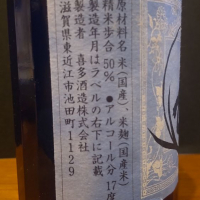 原材料名 米(国産)、米麹(国産米)
精米歩合 50% ●アルコール分 17度
製造年月はラベルの右下に記載
製造者 喜多酒造株式会社
滋賀県東近江市池田町1129